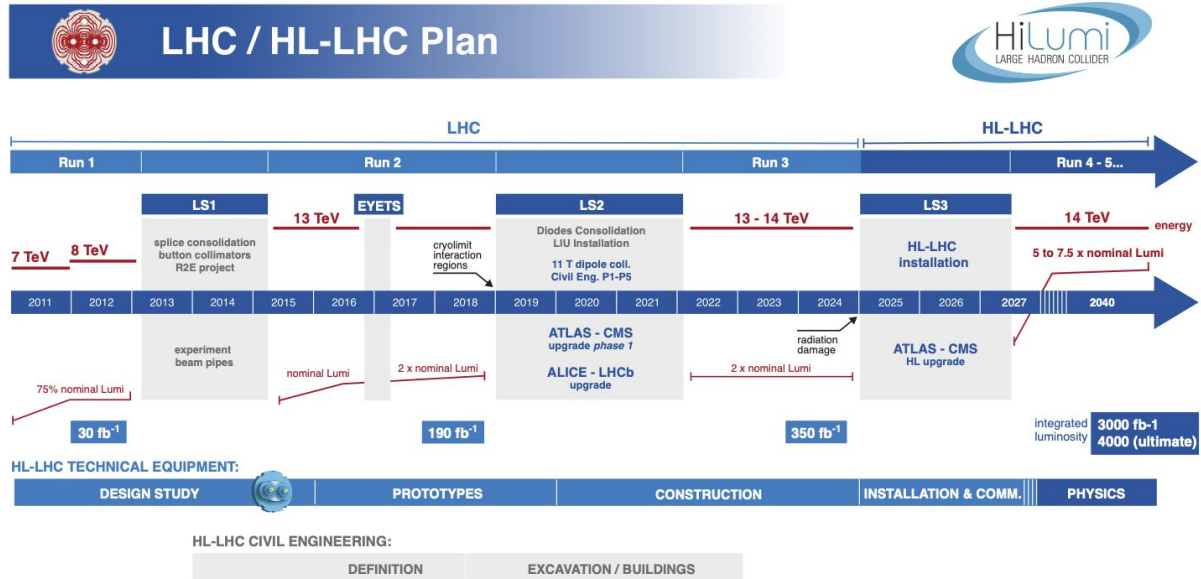 LHC / HL-LHC Plan
HiLumi
LARGE HADRON COLLIDER
LHC
HL-LHC
Run 1
Run 2
Run 3
Run 4 - 5...
LS1
EYETS
LS2
LS3
13 TeV
13 - 14 TeV
14 TeV
energy
7 TeV
8 TeV
splice consolidation
button collimators
R2E project
cryolimit
interaction
regions
Diodes Consolidation
LIU Installation
11 T dipole coll.
Civil Eng. P1-P5
HL-LHC
installation
5 to 7.5 x nominal Lumi
2011 2012 2013 2014 2015 2016 2017 2018 2019 2020 2021 2022 2023 2024 2025 2026 2027 2040
experiment
beam pipes
ATLAS - CMS
upgrade phase 1
ALICE - LHCb
upgrade
radiation
damage
ATLAS - CMS
HL upgrade
75% nominal Lumi
nominal Lumi
2 x nominal Lumi
2 x nominal Lumi
30 fb⁻¹
190 fb⁻¹
350 fb⁻¹
integrated
luminosity
3000 fb-1
4000 (ultimate)
HL-LHC TECHNICAL EQUIPMENT:
DESIGN STUDY
PROTOTYPES
CONSTRUCTION
INSTALLATION & COMM.
PHYSICS
HL-LHC CIVIL ENGINEERING:
DEFINITION
EXCAVATION / BUILDINGS